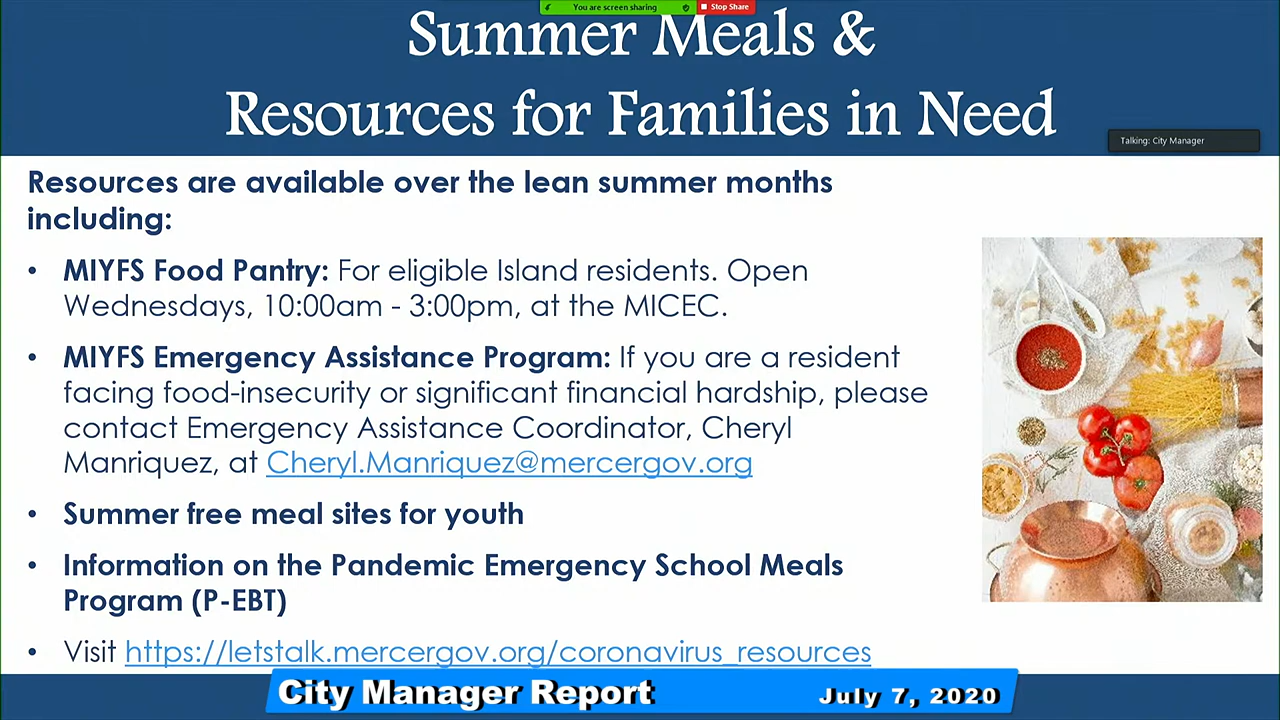 You are screen sharing
Stop Share
Summer Meals &
Resources for Families in Need
Talking: City Manager
Resources are available over the lean summer months
including:
• MIYFS Food Pantry: For eligible Island residents. Open
Wednesdays, 10:00am - 3:00pm, at the MICEC.
• MIYFS Emergency Assistance Program: If you are a resident
facing food-insecurity or significant financial hardship, please
contact Emergency Assistance Coordinator, Cheryl
Manriquez, at Cheryl.Manriquez@mercergov.org
• Summer free meal sites for youth
• Information on the Pandemic Emergency School Meals
Program (P-EBT)
• Visit https://letstalk.mercergov.org/coronavirus_resources
City Manager Report
July 7, 2020